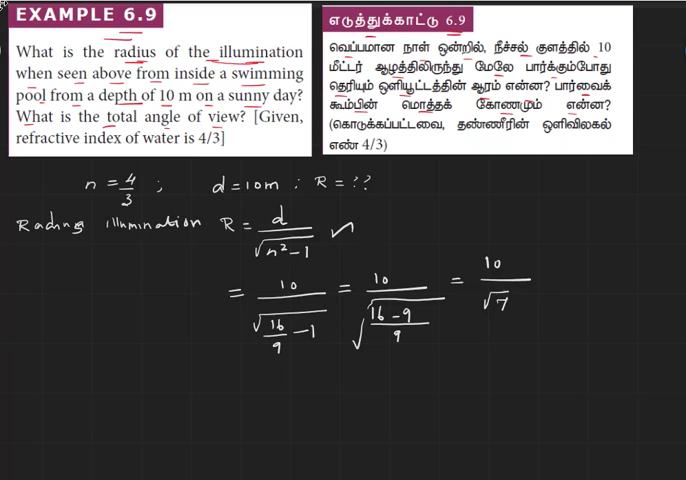 EXAMPLE 6.9
What is the radius of the illumination
when seen above from inside a swimming
pool from a depth of 10 m on a sunny day?
What is the total angle of view? [Given,
refractive index of water is 4/3]
எடுத்துக்காட்டு 6.9
வெப்பமான நாள் ஒன்றில், நீச்சல் குளத்தில் 10
மீட்டர் ஆழத்திலிருந்து மேலே பார்க்கும்போது
தெரியும் ஒளியூட்டத்தின் ஆரம் என்ன? பார்வைக்
கூம்பின் மொத்தக் கோணமும் என்ன?
(கொடுக்கப்பட்டவை, தண்ணீரின் ஒளிவிலகல்
எண் 4/3)
n = 4/3 ; d = 10m ; R = ??
Radius illumination R = d/√(n² - 1)
= 10/√(16/9 - 1) = 10/√((16 - 9)/9) = 10/√7